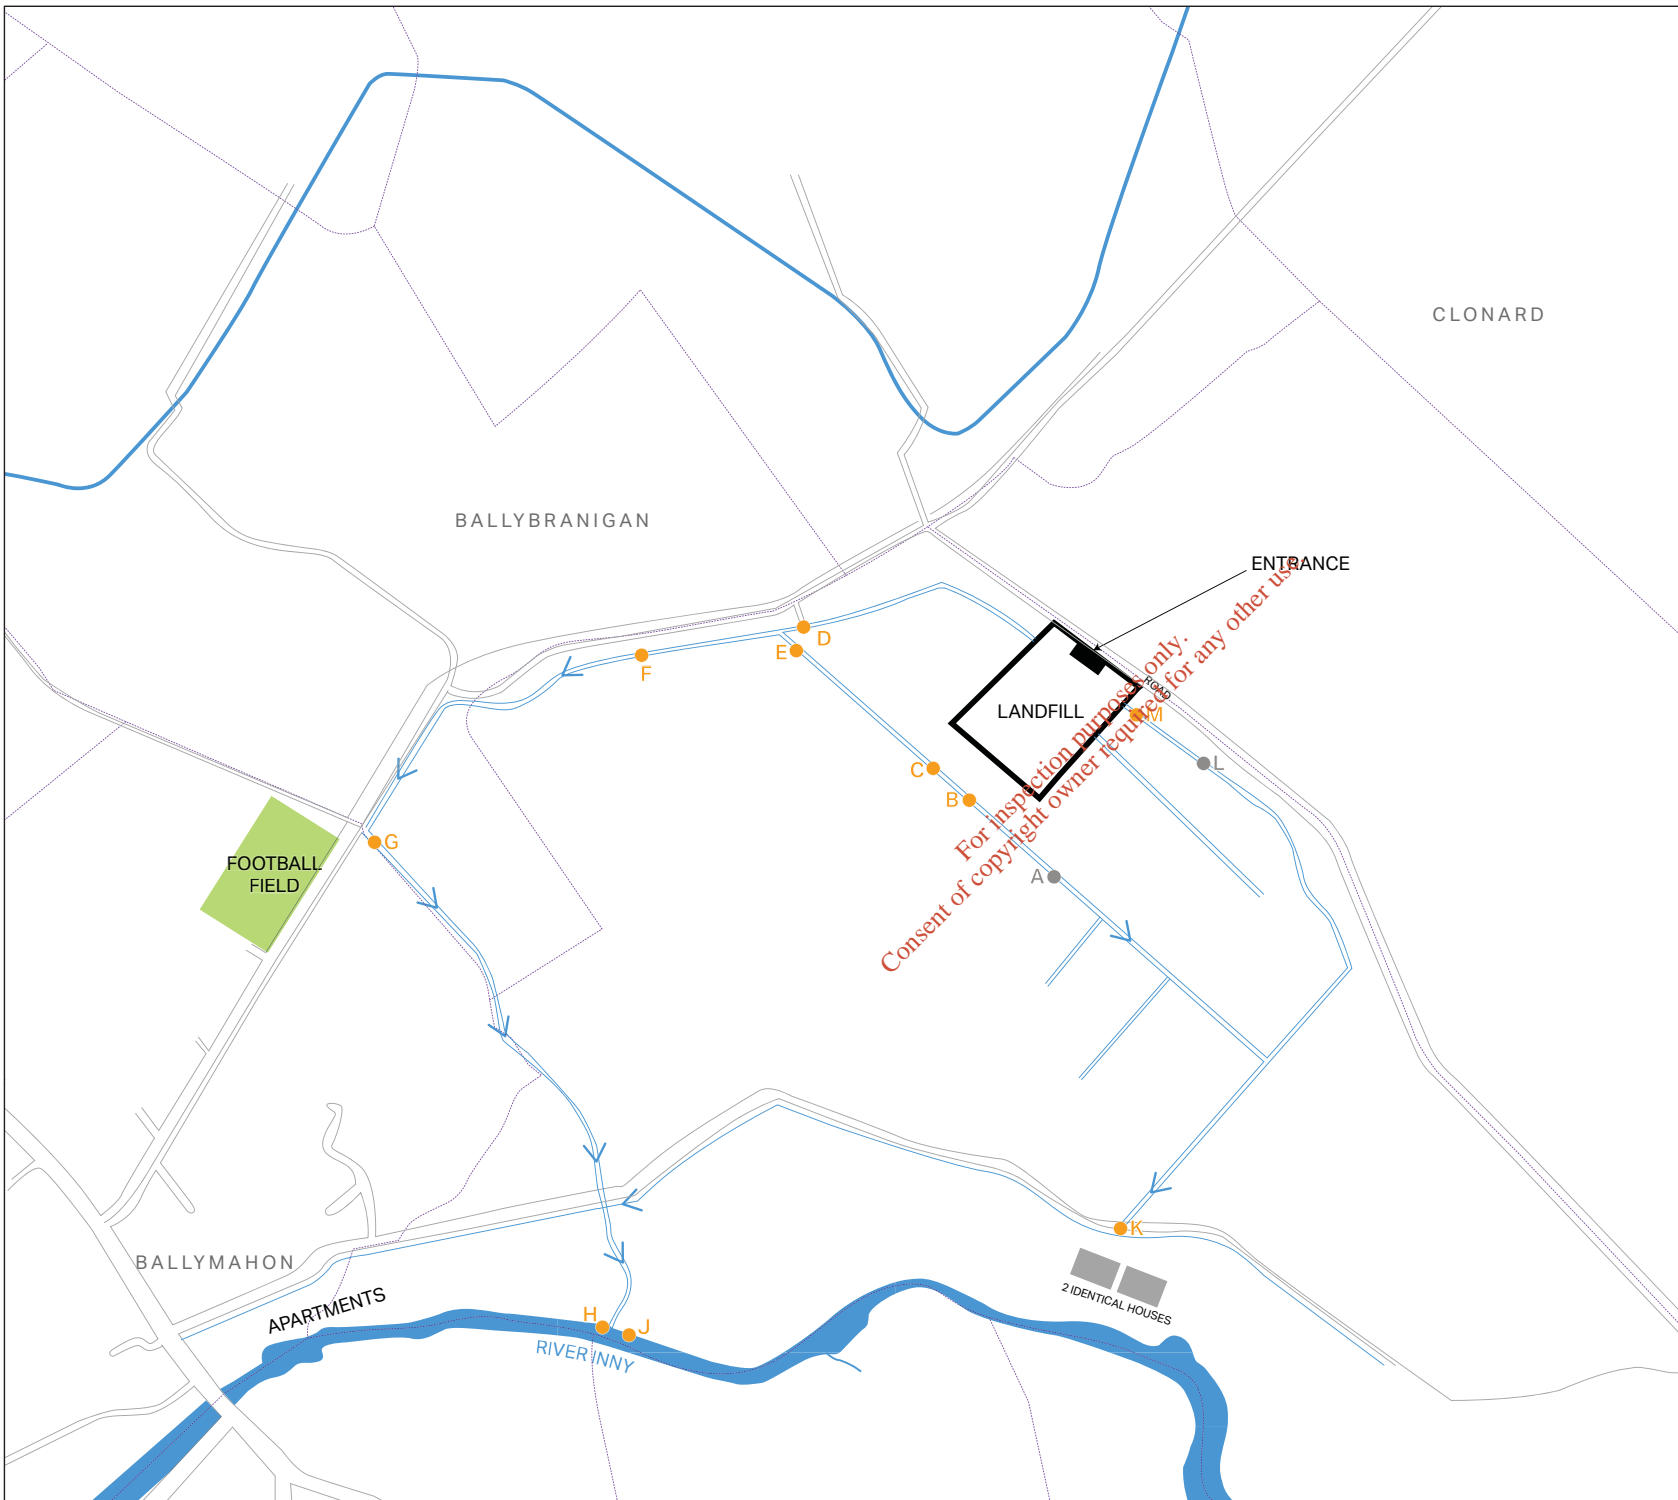 CLONARD
BALLYBRANIGAN
ENTRANCE
D
E
F
ROAD
LANDFILL
M
L
C
B
G
FOOTBALL
FIELD
A
For inspection purposes only.
Consent of copyright owner required for any other use.
K
BALLYMAHON
2 IDENTICAL HOUSES
APARTMENTS
H
J
RIVER INNY